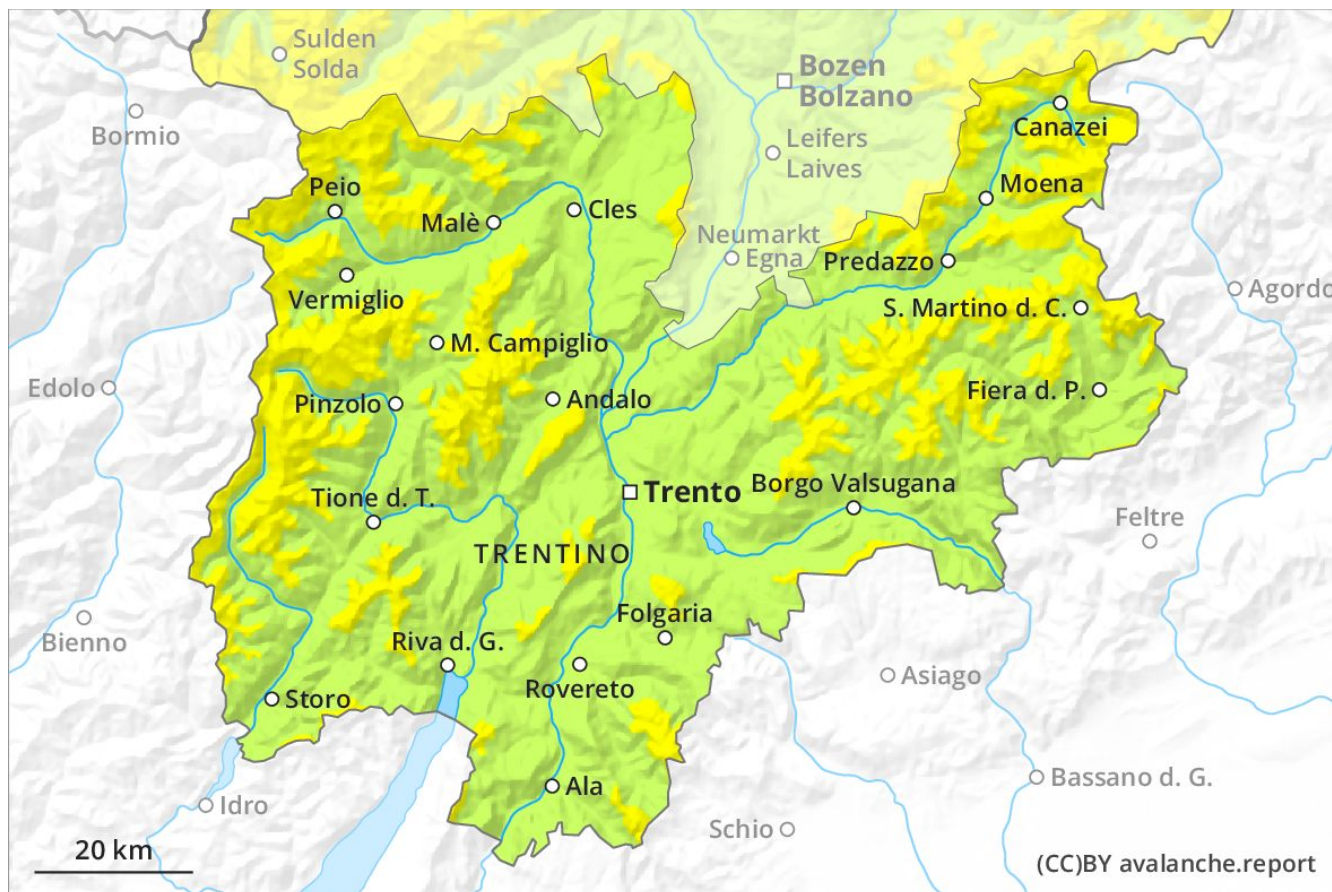 Sulden
Solda
Bozen
Bolzano
Bormio
Canazei
Leifers
Laives
Peio
Moena
Malè
Cles
Neumarkt
Egna
Predazzo
Vermiglio
Agordo
S. Martino d. C.
M. Campiglio
Edolo
Pinzolo
Andalo
Fiera d. P.
Trento
Borgo Valsugana
Tione d. T.
Feltre
TRENTINO
Folgaria
Bienno
Riva d. G.
Asiago
Rovereto
Storo
Bassano d. G.
Ala
Idro
Schio
20 km
(CC)BY avalanche.report